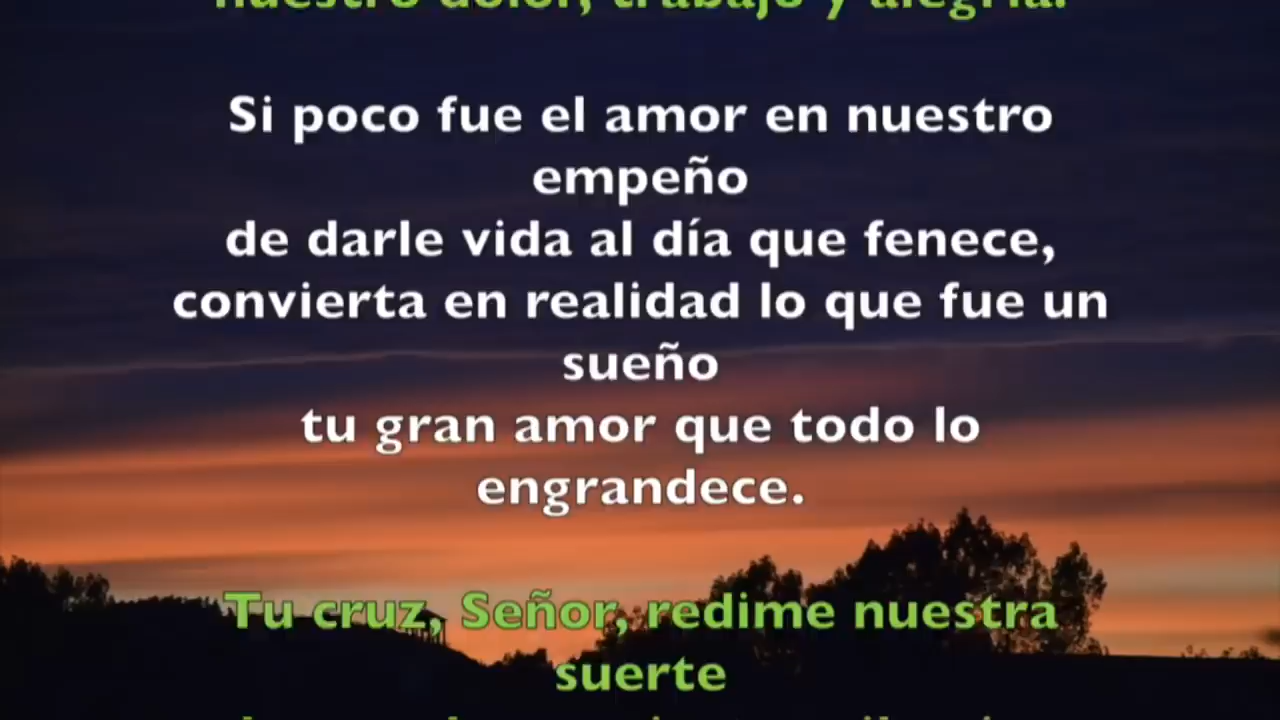 nuestro dolor, trabajo y alegría.
Si poco fue el amor en nuestro
empeño
de darle vida al día que fenece,
convierta en realidad lo que fue un
sueño
tu gran amor que todo lo
engrandece.
Tu cruz, Señor, redime nuestra
suerte